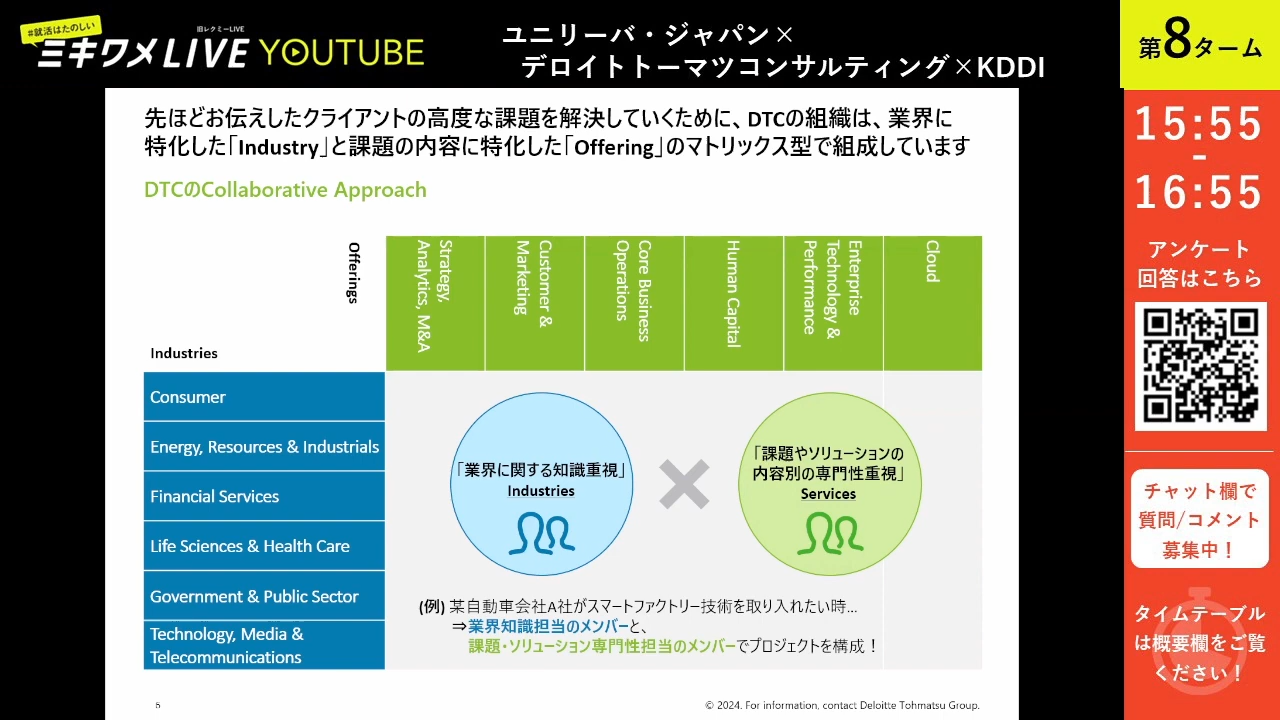 #就活はたのしい
旧レクミーLIVE
ミキワメLIVE YOUTUBE
ユニリーバ・ジャパン×
デロイトトーマツコンサルティング×KDDI
第8ターム
15:55
-
16:55
アンケート
回答はこちら
チャット欄で
質問/コメント
募集中！
タイムテーブル
は概要欄をご覧
ください！
先ほどお伝えしたクライアントの高度な課題を解決していくために、DTCの組織は、業界に
特化した「Industry」と課題の内容に特化した「Offering」のマトリックス型で組成しています
DTCのCollaborative Approach
Offerings
Strategy,
Analytics, M&A
Customer &
Marketing
Core Business
Operations
Human Capital
Enterprise
Technology &
Performance
Cloud
Industries
Consumer
Energy, Resources & Industrials
Financial Services
Life Sciences & Health Care
Government & Public Sector
Technology, Media &
Telecommunications
「業界に関する知識重視」
Industries
「課題やソリューションの
内容別の専門性重視」
Services
(例) 某自動車会社A社がスマートファクトリー技術を取り入れたい時…
⇒業界知識担当のメンバーと、
課題・ソリューション専門性担当のメンバーでプロジェクトを構成！
6
© 2024. For information, contact Deloitte Tohmatsu Group.